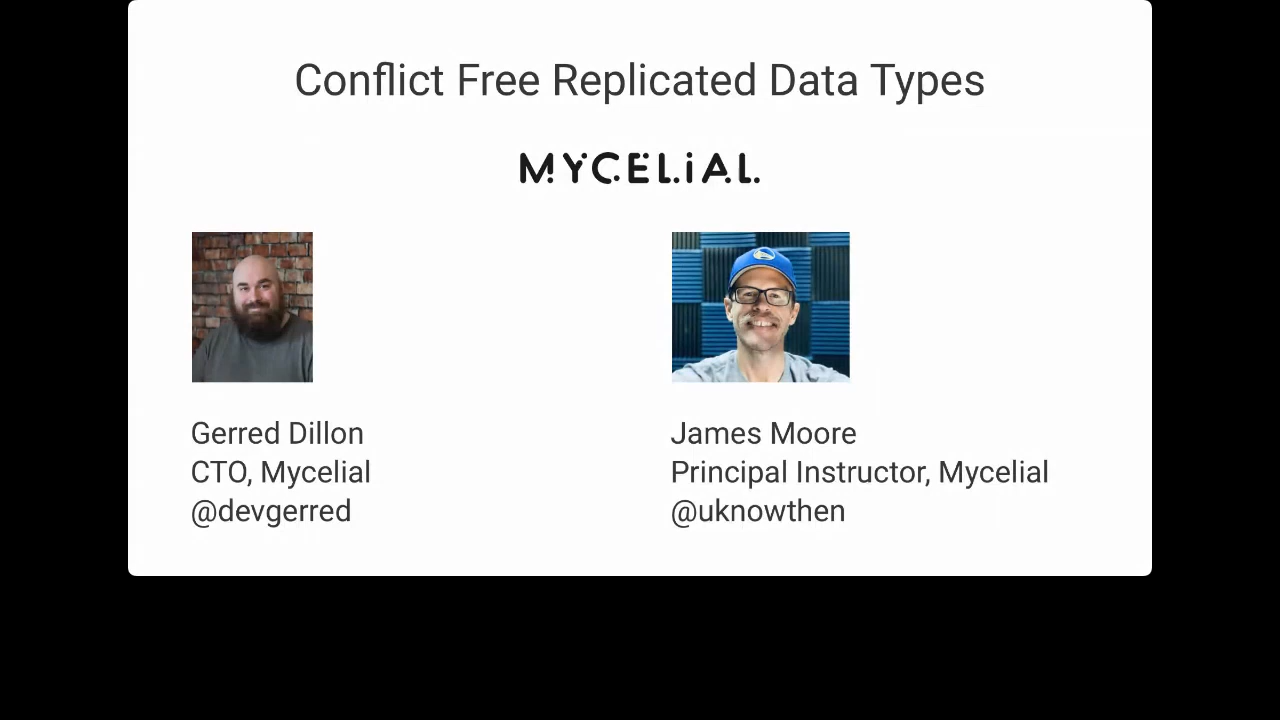 Conflict Free Replicated Data Types
MYCELIAL
Gerred Dillon
CTO, Mycelial
@devgerred
James Moore
Principal Instructor, Mycelial
@uknowthen